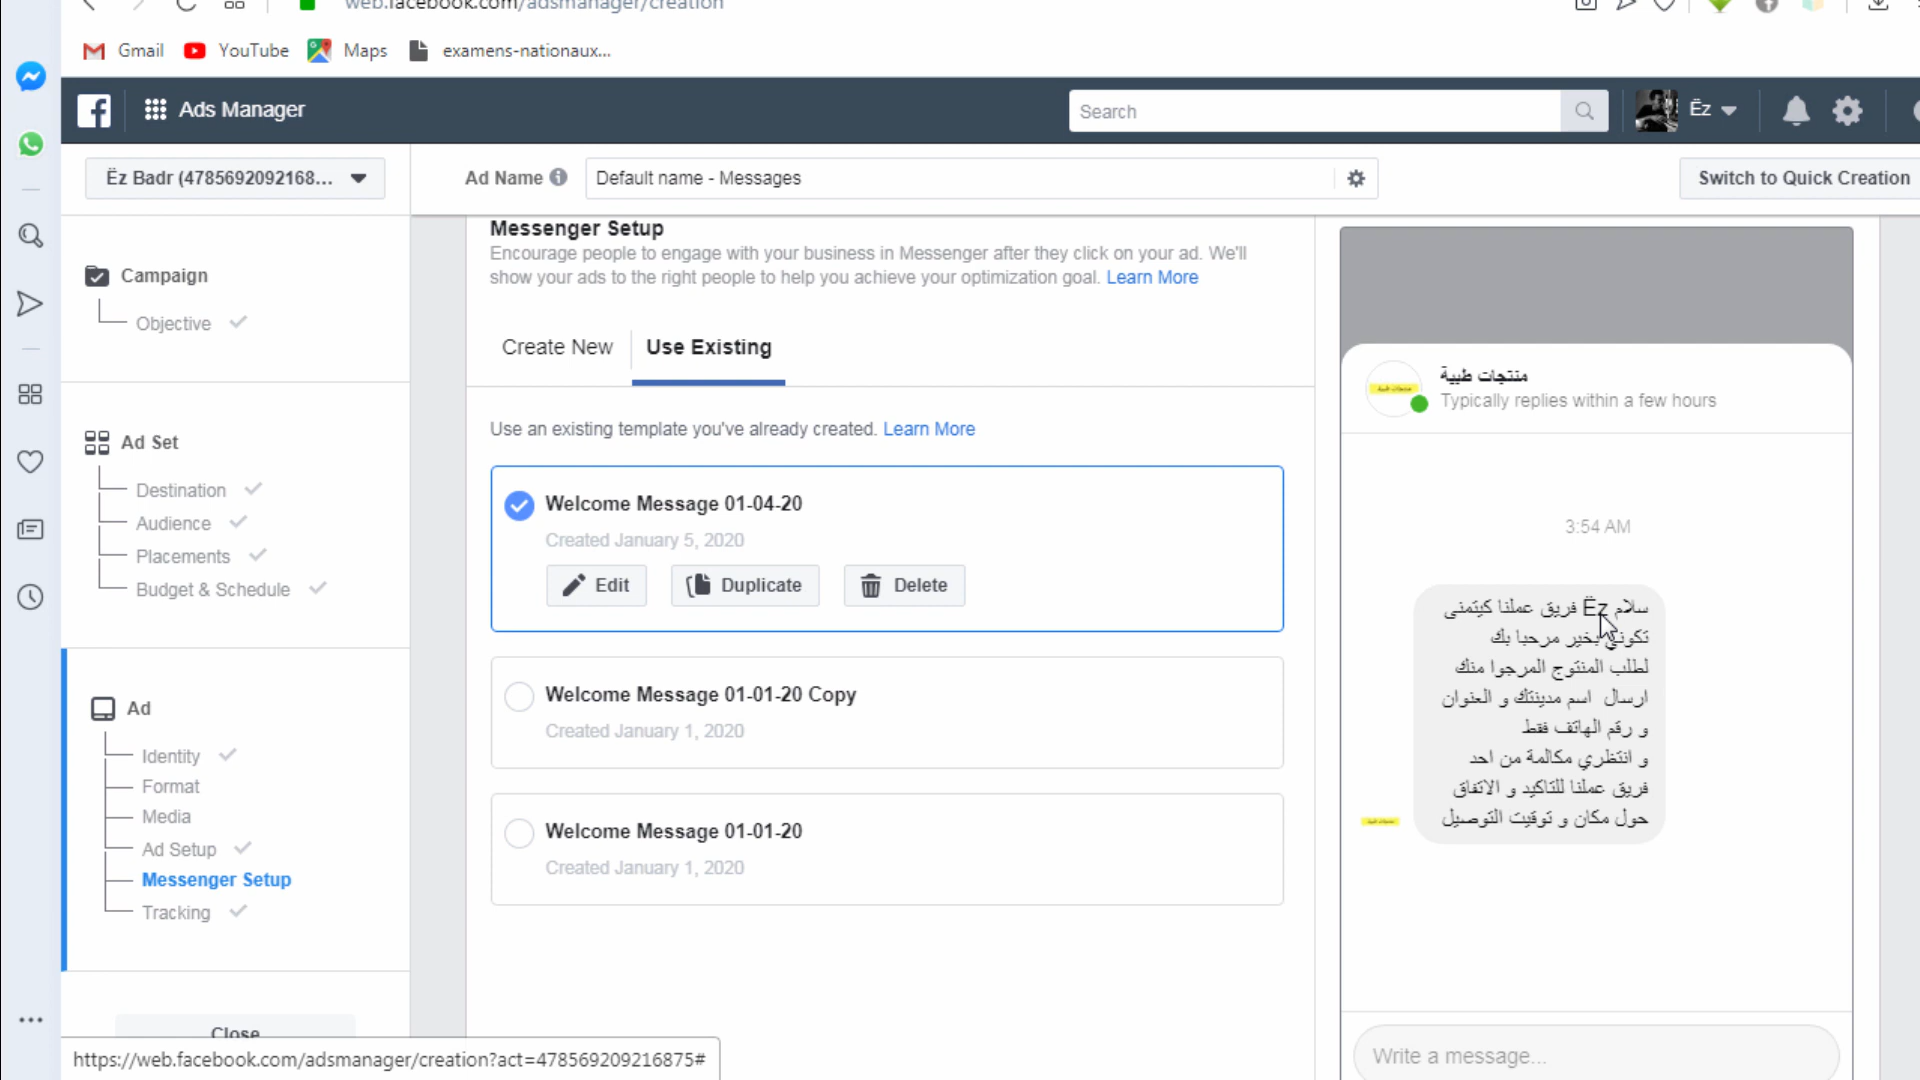 web.facebook.com/adsmanager/creation
Gmail
YouTube
Maps
examens-nationaux...
Ads Manager
Search
Ëz
Ëz Badr (4785692092168...
Ad Name
Default name - Messages
Switch to Quick Creation
Campaign
Objective
Ad Set
Destination
Audience
Placements
Budget & Schedule
Ad
Identity
Format
Media
Ad Setup
Messenger Setup
Tracking
Close
Messenger Setup
Encourage people to engage with your business in Messenger after they click on your ad. We'll
show your ads to the right people to help you achieve your optimization goal. Learn More
Create New
Use Existing
Use an existing template you've already created. Learn More
Welcome Message 01-04-20
Created January 5, 2020
Edit
Duplicate
Delete
Welcome Message 01-01-20 Copy
Created January 1, 2020
Welcome Message 01-01-20
Created January 1, 2020
منتجات طبية
Typically replies within a few hours
3:54 AM
سلام Ëz فريق عملنا كيتمنى
تكوني بخير مرحبا بك
لطلب المنتوج المرجوا منك
ارسال اسم مدينتك و العنوان
و رقم الهاتف فقط
و انتظري مكالمة من احد
فريق عملنا للتاكيد و الاتفاق
حول مكان و توقيت التوصيل
Write a message...
https://web.facebook.com/adsmanager/creation?act=478569209216875#